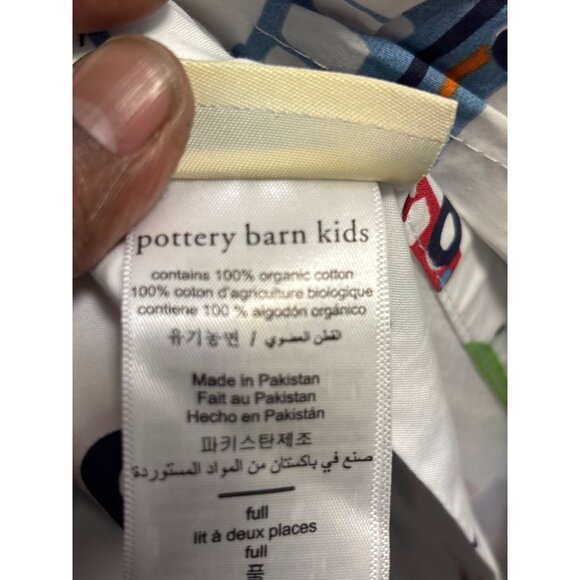 pottery barn kids
contains 100% organic cotton
100% coton d'agriculture biologique
contiene 100 % algodón orgánico
유기농면 / القطن العضوي
Made in Pakistan
Fait au Pakistan
Hecho en Pakistán
파키스탄제조
صنع في باكستان من المواد المستوردة
full
lit à deux places
full
풀